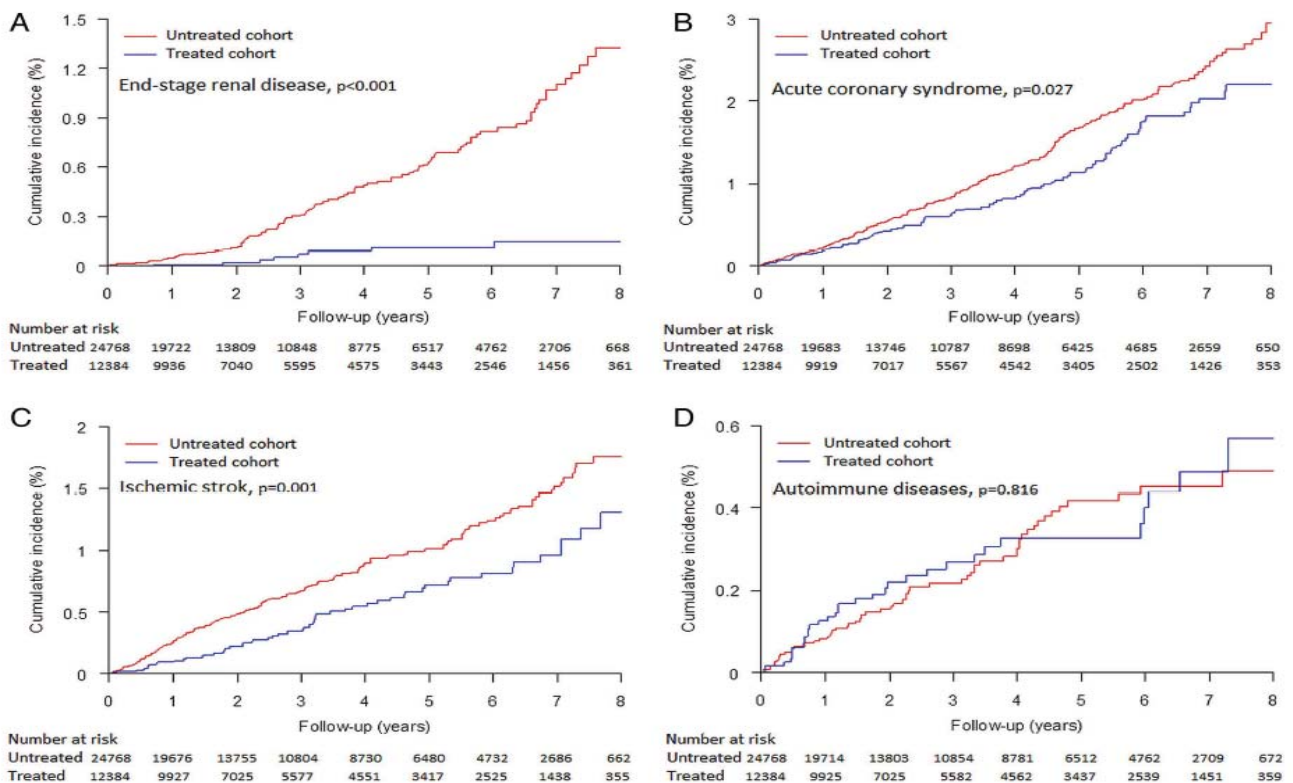 A
1.5
1.2
0.9
0.6
0.3
0
Cumulative incidence (%)
Untreated cohort
Treated cohort
End-stage renal disease, p<0.001
0 1 2 3 4 5 6 7 8
Follow-up (years)
Number at risk
Untreated 24768 19722 13809 10848 8775 6517 4762 2706 668
Treated 12384 9936 7040 5595 4575 3443 2546 1456 361
B
3
2
1
0
Cumulative incidence (%)
Untreated cohort
Treated cohort
Acute coronary syndrome, p=0.027
0 1 2 3 4 5 6 7 8
Follow-up (years)
Number at risk
Untreated 24768 19683 13746 10787 8698 6425 4685 2659 650
Treated 12384 9919 7017 5567 4542 3405 2502 1426 353
C
2
1.5
1
0.5
0
Cumulative incidence (%)
Untreated cohort
Treated cohort
Ischemic strok, p=0.001
0 1 2 3 4 5 6 7 8
Follow-up (years)
Number at risk
Untreated 24768 19676 13755 10804 8730 6480 4732 2686 662
Treated 12384 9927 7025 5577 4551 3417 2525 1438 355
D
0.6
0.4
0.2
0
Cumulative incidence (%)
Untreated cohort
Treated cohort
Autoimmune diseases, p=0.816
0 1 2 3 4 5 6 7 8
Follow-up (years)
Number at risk
Untreated 24768 19714 13803 10854 8781 6512 4762 2709 672
Treated 12384 9925 7025 5582 4562 3437 2539 1451 359